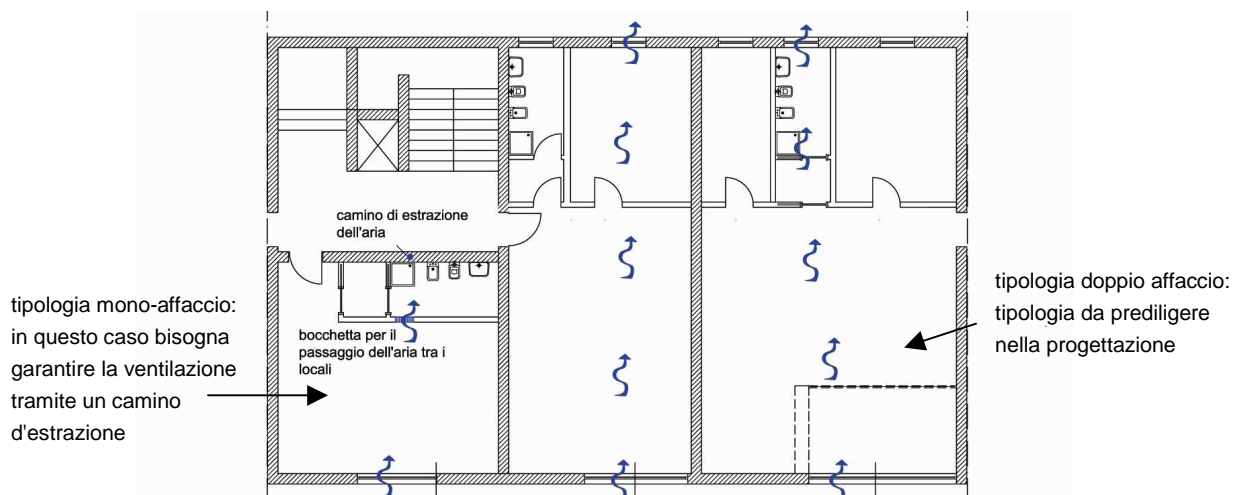 camino di estrazione
dell'aria
tipologia mono-affaccio:
in questo caso bisogna
garantire la ventilazione
tramite un camino
d'estrazione
bocchetta per il
passaggio dell'aria tra i
locali
tipologia doppio affaccio:
tipologia da prediligere
nella progettazione